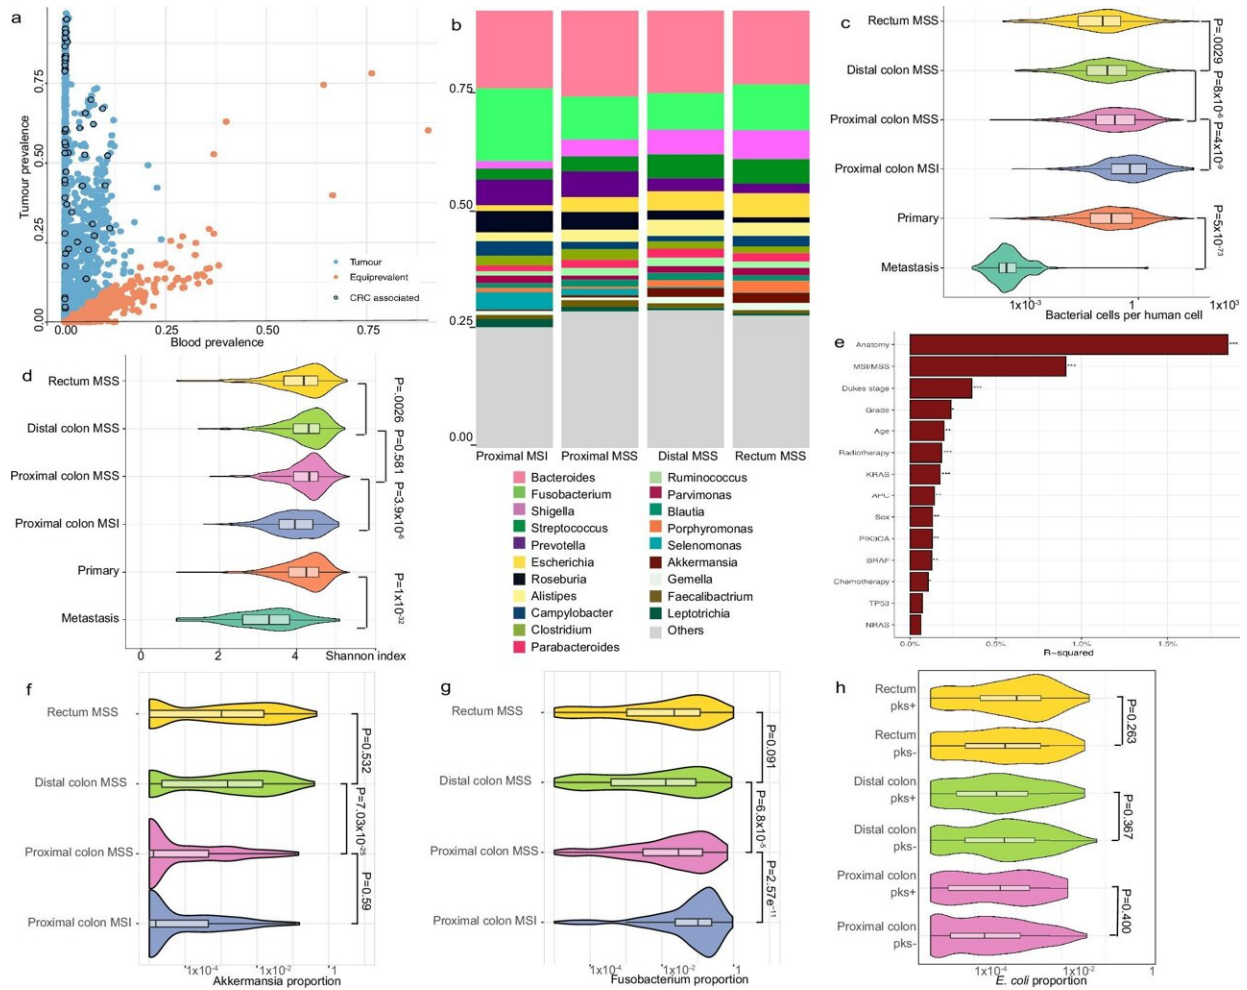 a
Tumour prevalence
0.75
0.50
0.25
0.00
0.00 0.25 0.50 0.75
Blood prevalence
Tumour
Equiprevalent
CRC associated
b
0.75
0.50
0.25
0.00
Proximal MSI Proximal MSS Distal MSS Rectum MSS
Bacteroides
Fusobacterium
Shigella
Streptococcus
Prevotella
Escherichia
Roseburia
Alistipes
Campylobacter
Clostridium
Parabacteroides
Ruminococcus
Parvimonas
Blautia
Porphyromonas
Selenomonas
Akkermansia
Gemella
Faecalibactrium
Leptotrichia
Others
c
Rectum MSS
Distal colon MSS
Proximal colon MSS
Proximal colon MSI
Primary
Metastasis
P=.0029
P=8x10⁻⁶
P=4x10⁻⁹
P=5x10⁻⁷³
1x10⁻³ 1 1x10³
Bacterial cells per human cell
d
Rectum MSS
Distal colon MSS
Proximal colon MSS
Proximal colon MSI
Primary
Metastasis
P=.0026
P=0.581
P=3.9x10⁻⁶
P=1x10⁻³²
0 2 4
Shannon index
e
Anatomy
MSI/MSS
Dukes stage
Grade
Age
Radiotherapy
KRAS
APC
Sex
PIK3CA
BRAF
Chemotherapy
TP53
NRAS
0.0% 0.5% 1.0% 1.5%
R-squared
f
Rectum MSS
Distal colon MSS
Proximal colon MSS
Proximal colon MSI
P=0.532
P=7.03x10⁻²⁵
P=0.59
1x10⁻⁴ 1x10⁻² 1
Akkermansia proportion
g
Rectum MSS
Distal colon MSS
Proximal colon MSS
Proximal colon MSI
P=0.091
P=6.8x10⁻⁵
P=2.57e⁻¹¹
1x10⁻⁴ 1x10⁻² 1
Fusobacterium proportion
h
Rectum
pks+
Rectum
pks-
Distal colon
pks+
Distal colon
pks-
Proximal colon
pks+
Proximal colon
pks-
P=0.263
P=0.367
P=0.400
1x10⁻⁴ 1x10⁻² 1
E. coli proportion